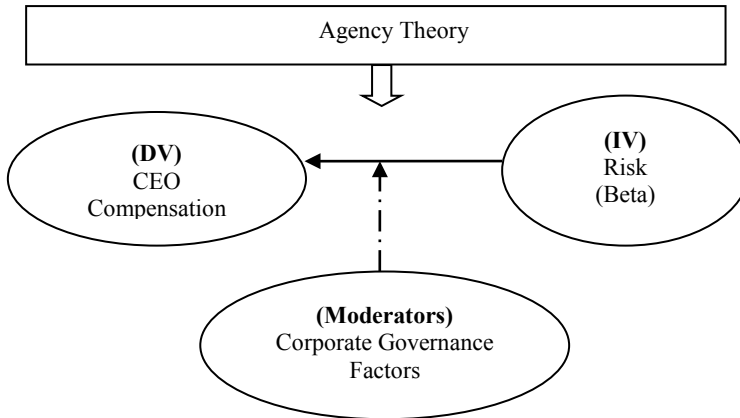 Agency Theory
(DV)
CEO
Compensation
(IV)
Risk
(Beta)
(Moderators)
Corporate Governance
Factors